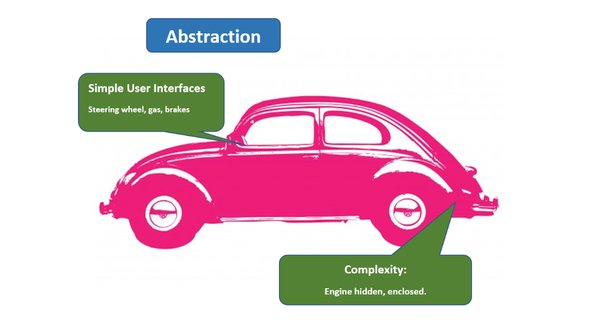 Abstraction
Simple User Interfaces
Steering wheel, gas, brakes
Complexity:
Engine hidden, enclosed.